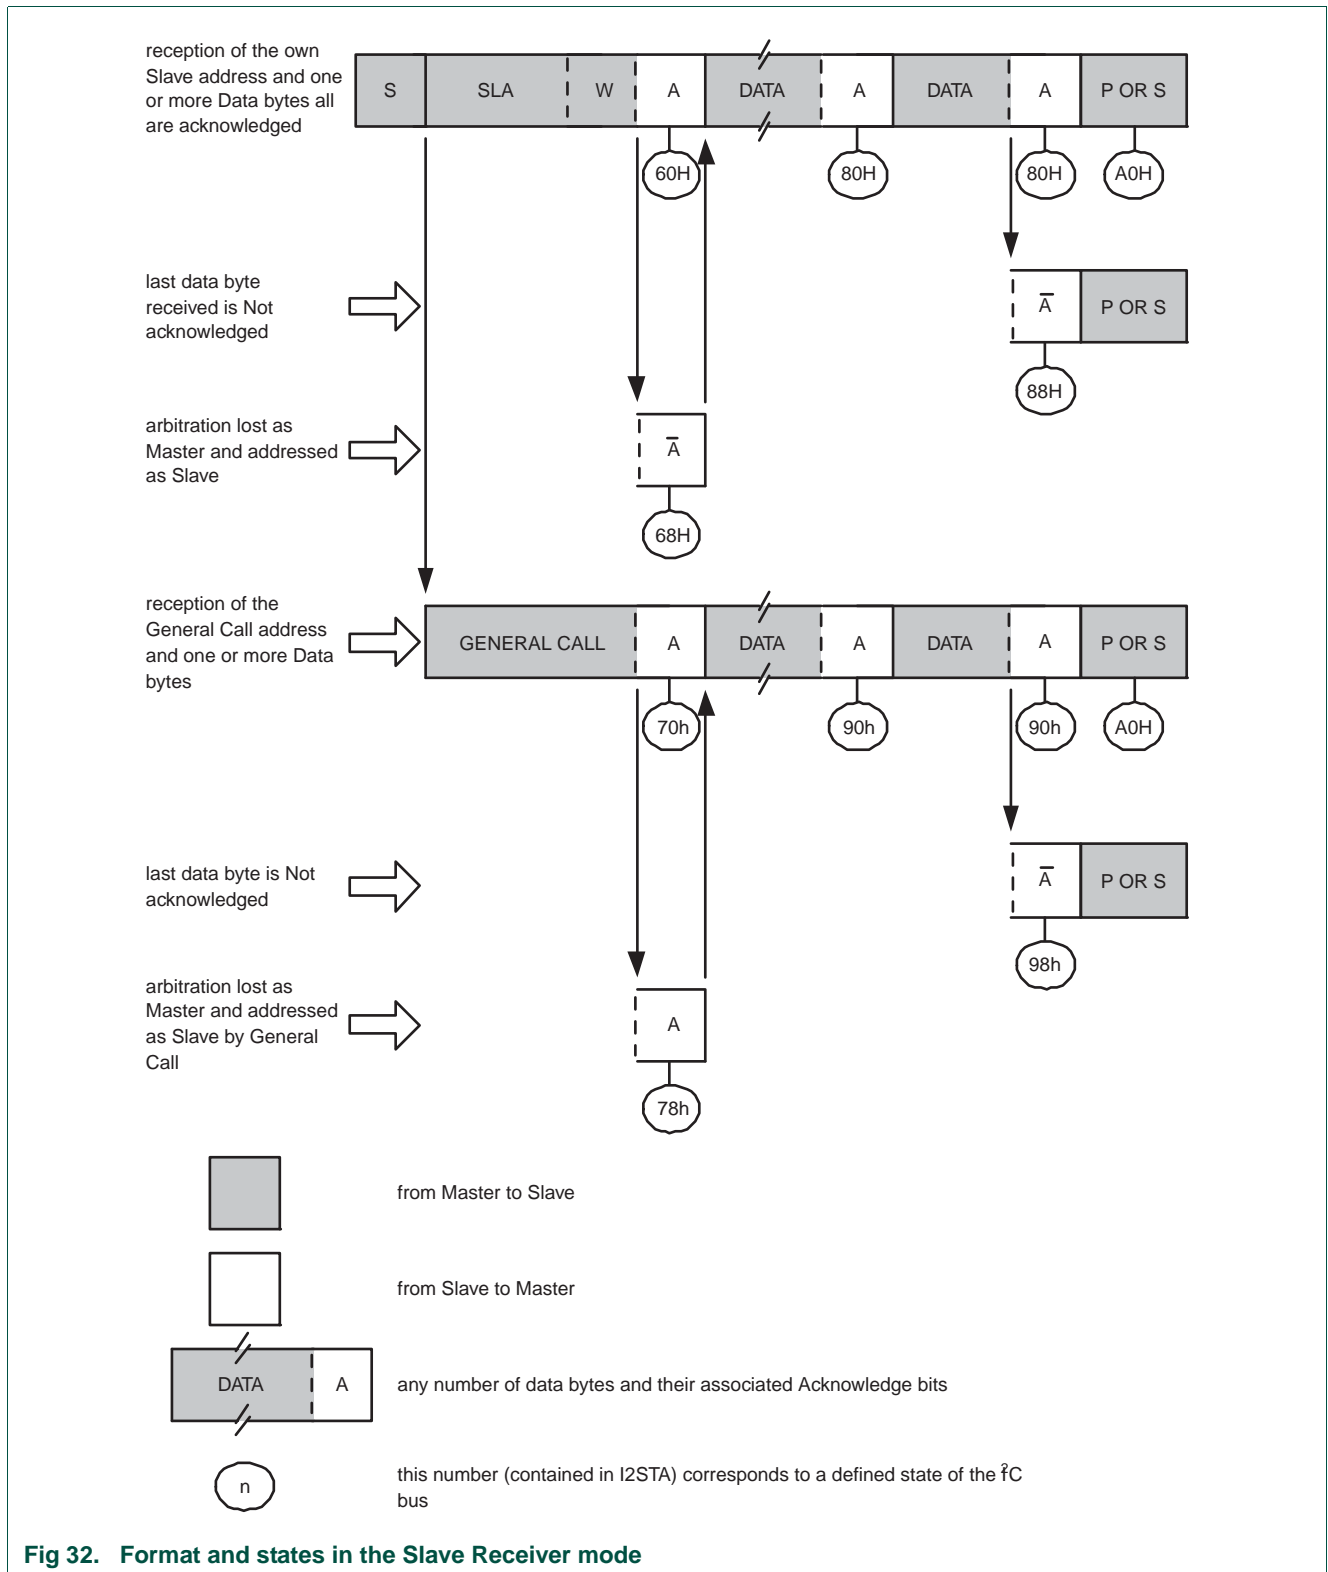 reception of the own
Slave address and one
or more Data bytes all
are acknowledged
S SLA W A DATA A DATA A P OR S
60H 80H 80H A0H
last data byte
received is Not
acknowledged
A̅ P OR S
88H
arbitration lost as
Master and addressed
as Slave
A̅
68H
reception of the
General Call address
and one or more Data
bytes
GENERAL CALL A DATA A DATA A P OR S
70h 90h 90h A0H
last data byte is Not
acknowledged
A̅ P OR S
98h
arbitration lost as
Master and addressed
as Slave by General
Call
A
78h
from Master to Slave
from Slave to Master
DATA A
any number of data bytes and their associated Acknowledge bits
n
this number (contained in I2STA) corresponds to a defined state of the I²C
bus
Fig 32. Format and states in the Slave Receiver mode